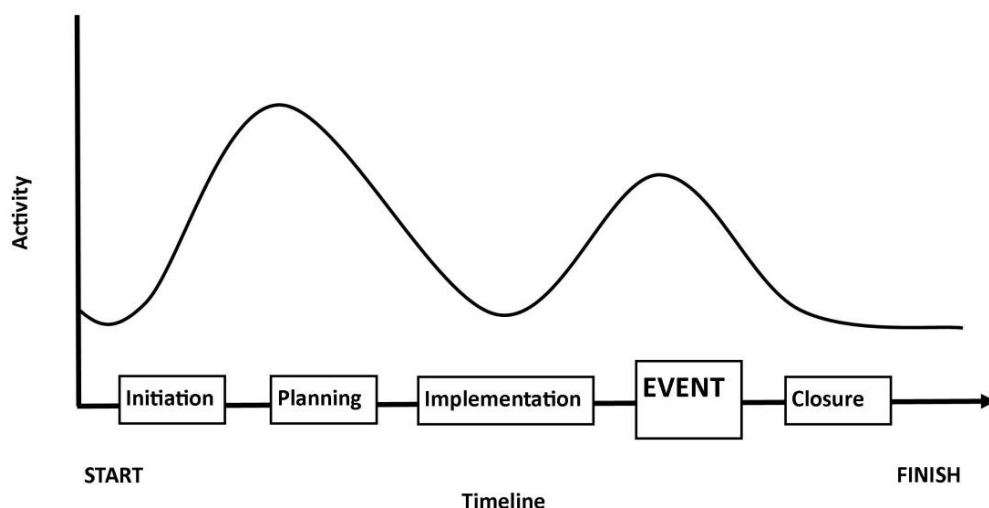 Activity
Initiation
Planning
Implementation
EVENT
Closure
START
FINISH
Timeline